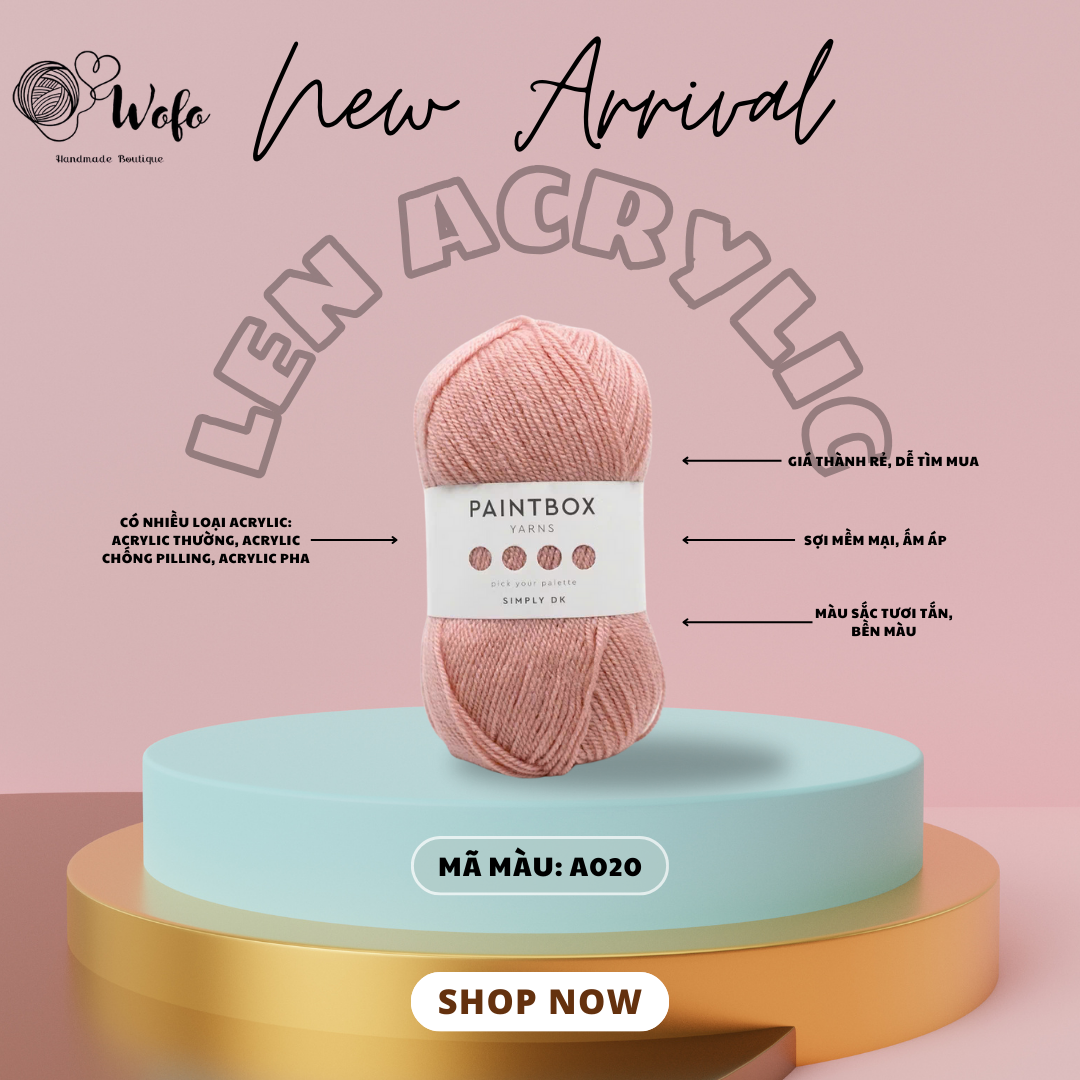 Wofo
Handmade Boutique
New Arrival
LEN ACRYLIC
GIÁ THÀNH RẺ, DỄ TÌM MUA
CÓ NHIỀU LOẠI ACRYLIC:
ACRYLIC THƯỜNG, ACRYLIC
CHỐNG PILLING, ACRYLIC PHA
SỢI MỀM MẠI, ẤM ÁP
MÀU SẮC TƯƠI TẮN,
BỀN MÀU
PAINTBOX
YARNS
pick your palette
SIMPLY DK
MÃ MÀU: A020
SHOP NOW